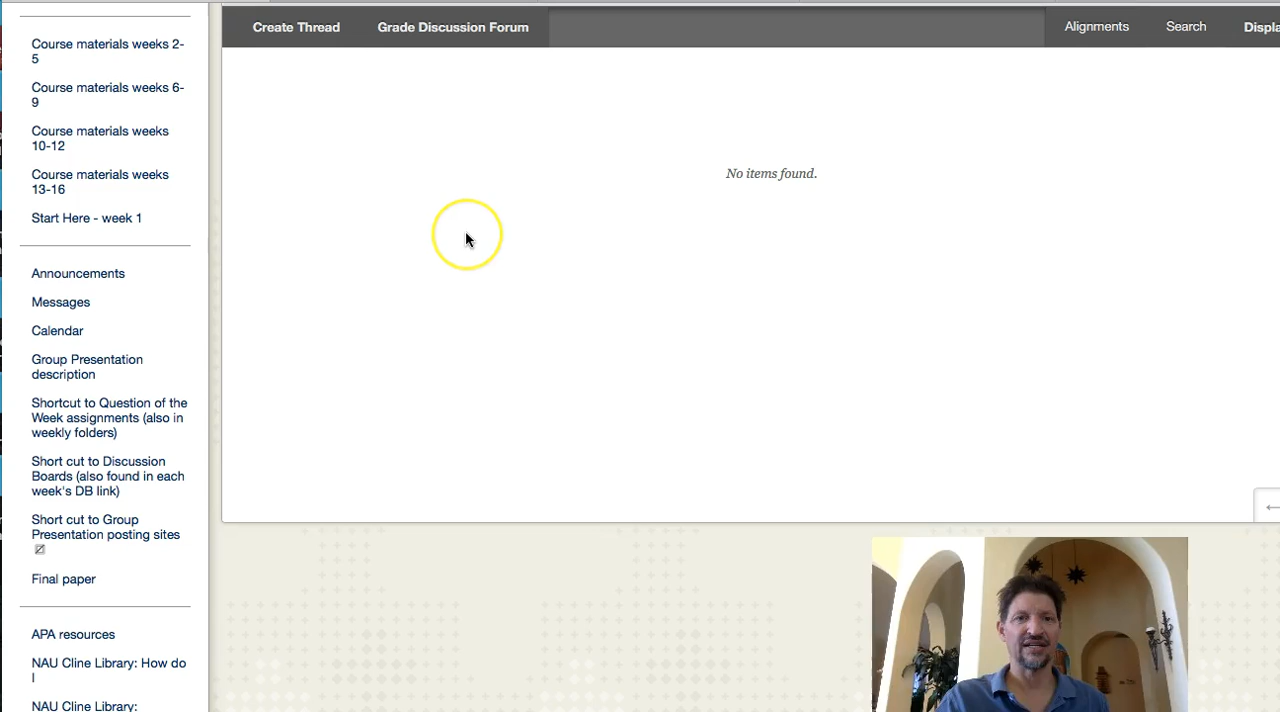 Create Thread
Grade Discussion Forum
Alignments
Search
Displa
No items found.
Course materials weeks 2-
5
Course materials weeks 6-
9
Course materials weeks
10-12
Course materials weeks
13-16
Start Here - week 1
Announcements
Messages
Calendar
Group Presentation
description
Shortcut to Question of the
Week assignments (also in
weekly folders)
Short cut to Discussion
Boards (also found in each
week's DB link)
Short cut to Group
Presentation posting sites
Final paper
APA resources
NAU Cline Library: How do
I
NAU Cline Library: